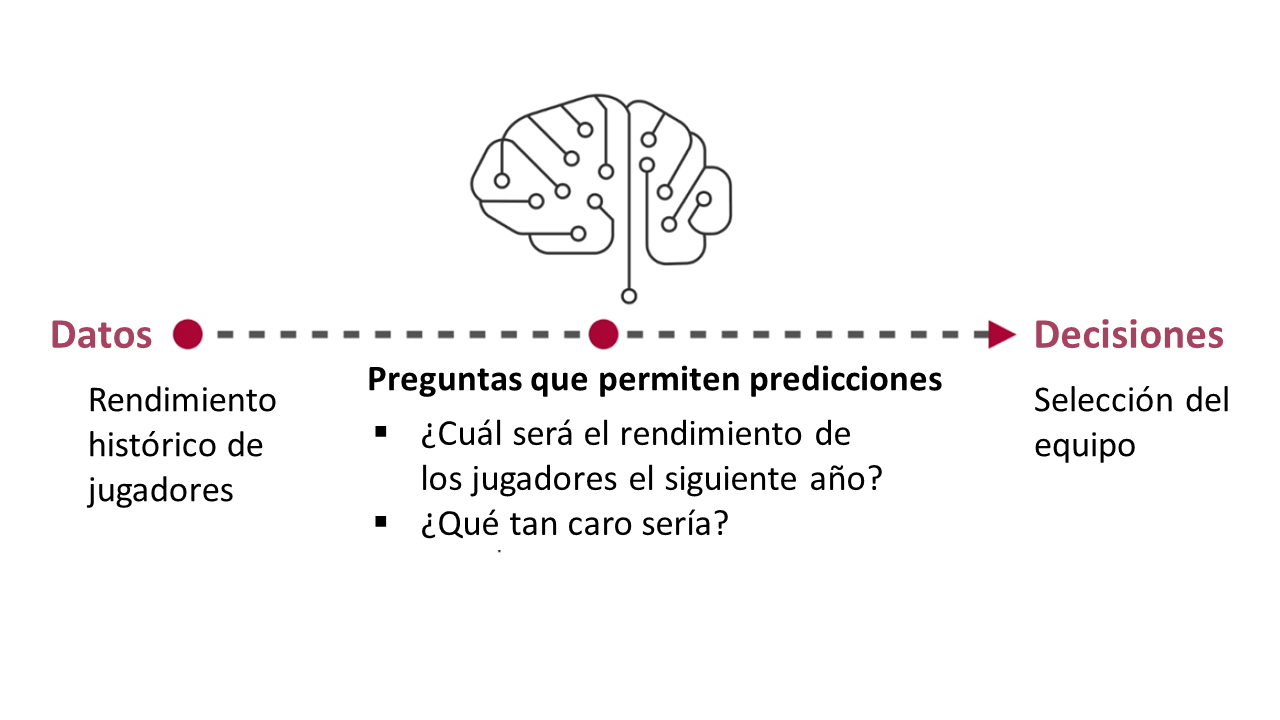 Datos
Decisiones
Preguntas que permiten predicciones
Rendimiento
histórico de
jugadores
▪ ¿Cuál será el rendimiento de
los jugadores el siguiente año?
▪ ¿Qué tan caro sería?
Selección del
equipo